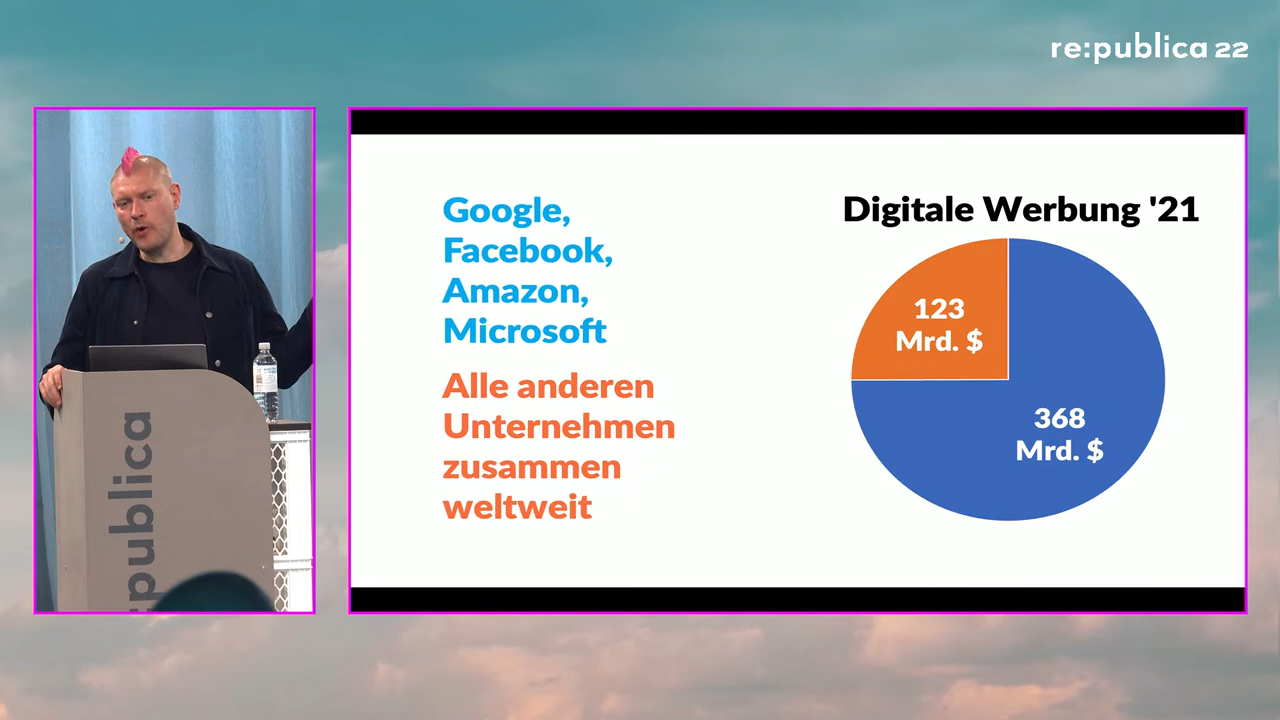 re:publica 22
Google,
Facebook,
Amazon,
Microsoft
Alle anderen
Unternehmen
zusammen
weltweit
Digitale Werbung '21
123
Mrd. $
368
Mrd. $
:publica